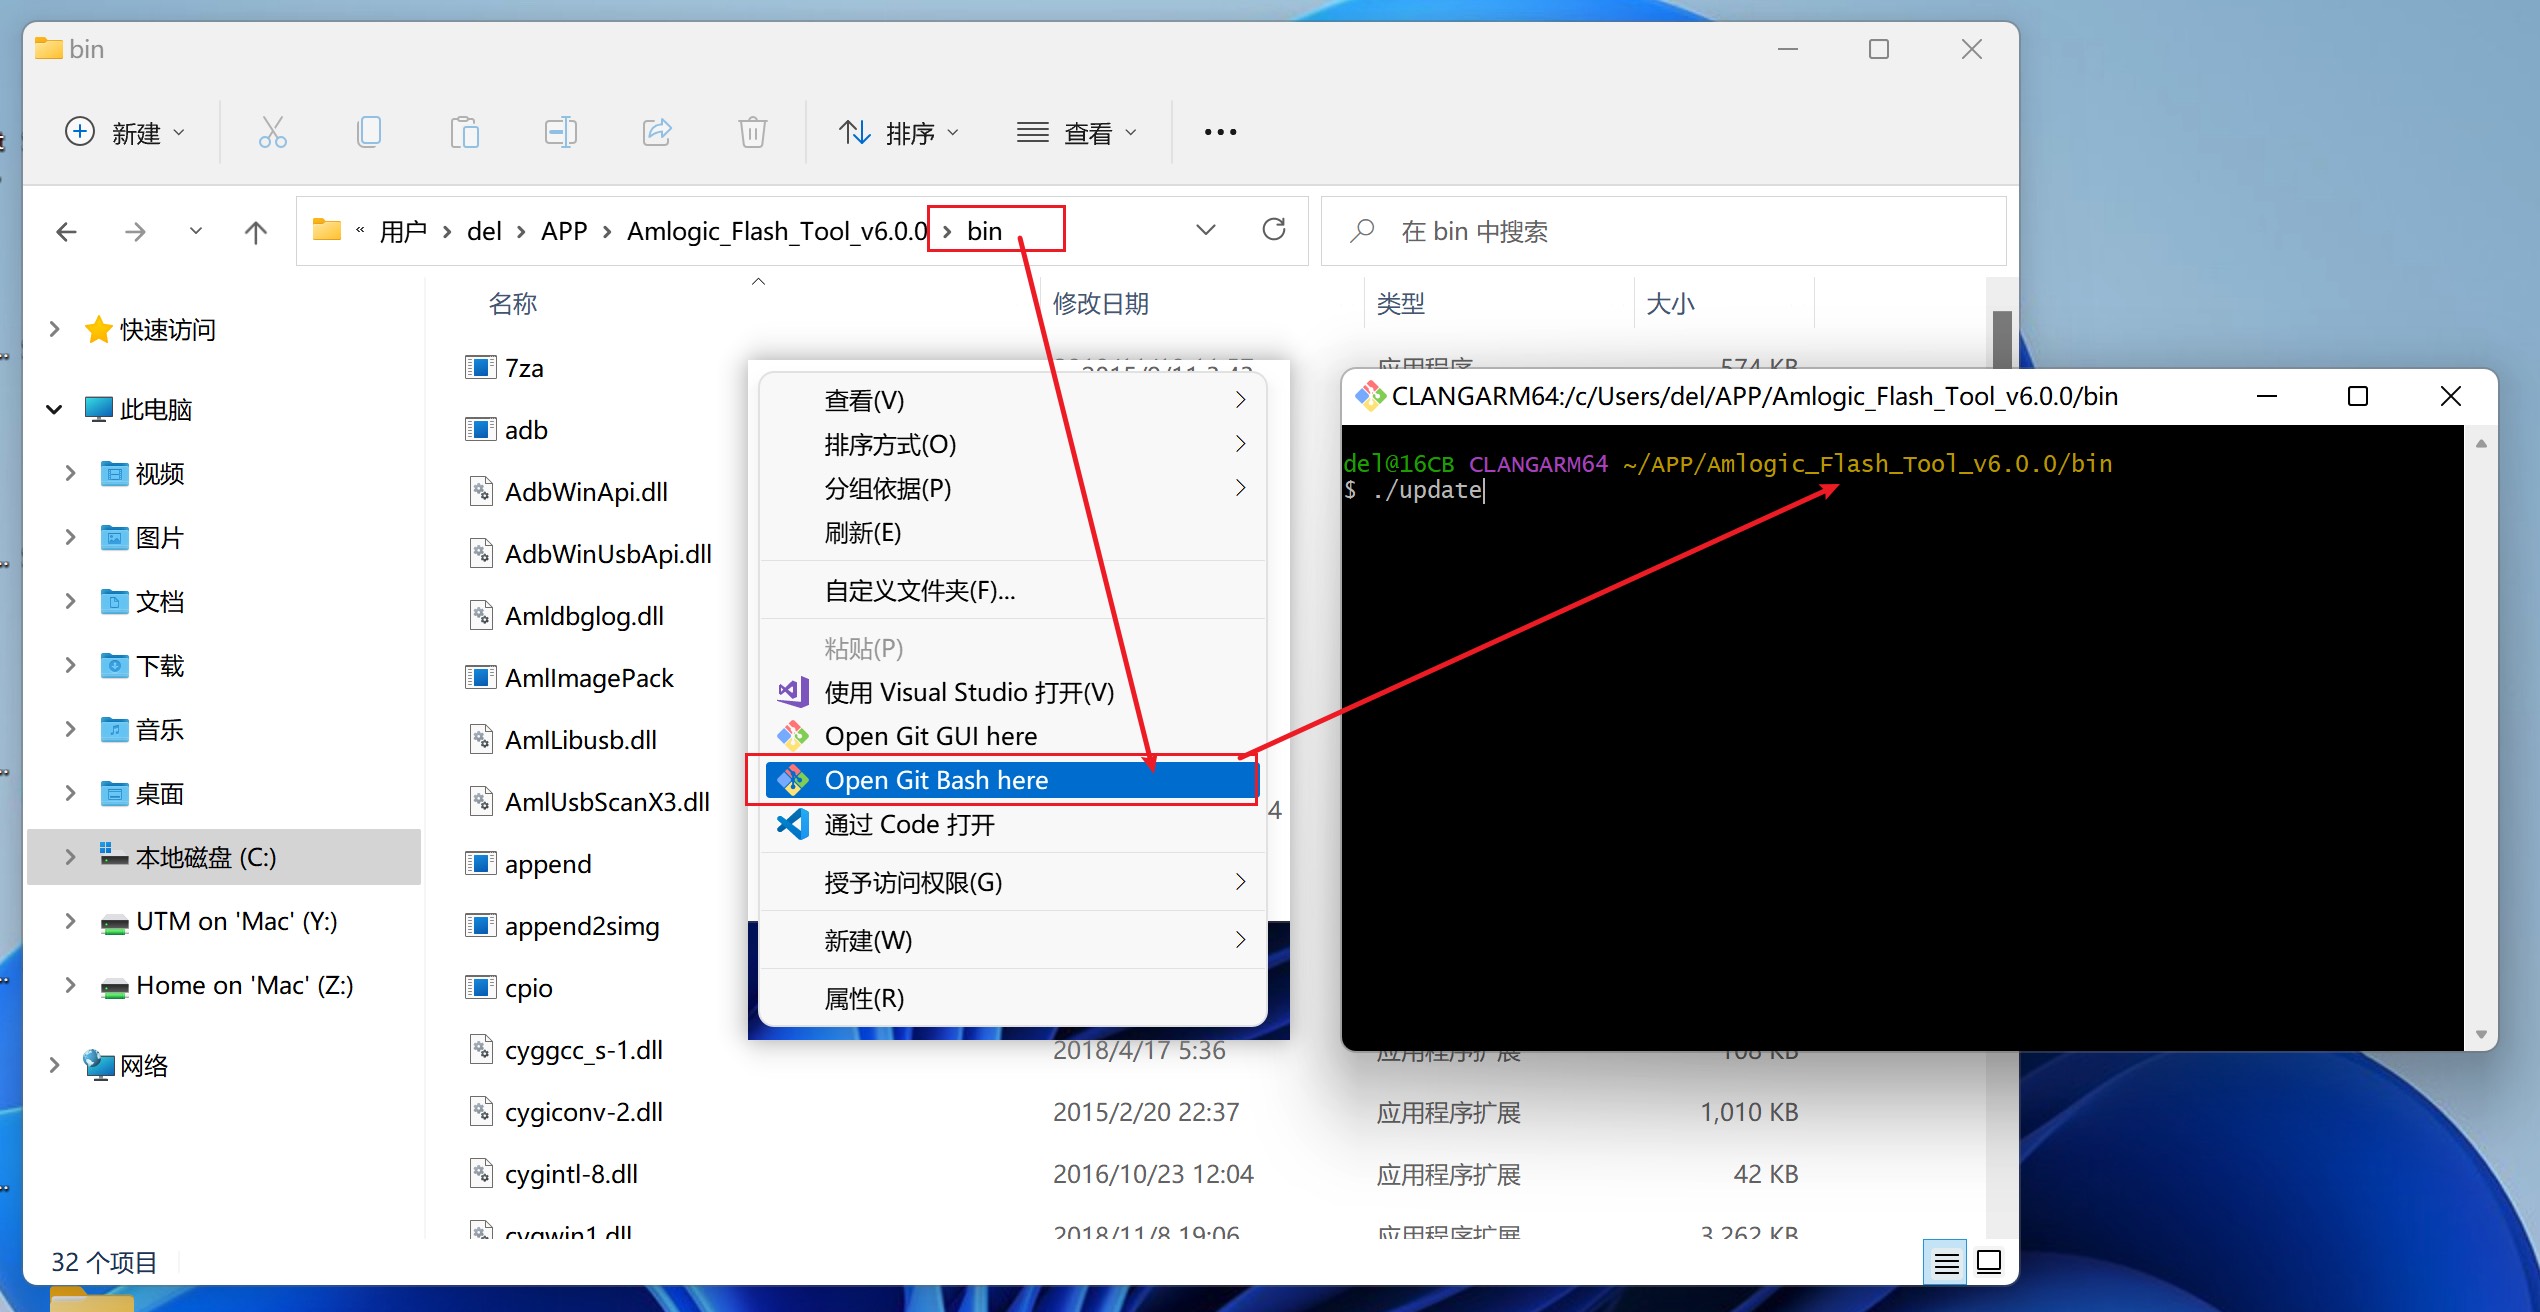 bin
新建
排序
查看
« 用户 > del > APP > Amlogic_Flash_Tool_v6.0.0 > bin
在 bin 中搜索
快速访问
此电脑
视频
图片
文档
下载
音乐
桌面
本地磁盘 (C:)
UTM on 'Mac' (Y:)
Home on 'Mac' (Z:)
网络
名称 修改日期 类型 大小
7za 应用程序 574 KB
adb
AdbWinApi.dll
AdbWinUsbApi.dll
Amldbglog.dll
AmlImagePack
AmlLibusb.dll
AmlUsbScanX3.dll
append
append2simg
cpio
cyggcc_s-1.dll 2018/4/17 5:36 应用程序扩展 108 KB
cygiconv-2.dll 2015/2/20 22:37 应用程序扩展 1,010 KB
cygintl-8.dll 2016/10/23 12:04 应用程序扩展 42 KB
cygwin1.dll 2018/11/8 19:06 应用程序扩展 3,262 KB
32 个项目
查看(V)
排序方式(O)
分组依据(P)
刷新(E)
自定义文件夹(F)...
粘贴(P)
使用 Visual Studio 打开(V)
Open Git GUI here
Open Git Bash here
4
通过 Code 打开
授予访问权限(G)
新建(W)
属性(R)
CLANGARM64:/c/Users/del/APP/Amlogic_Flash_Tool_v6.0.0/bin
del@16CB CLANGARM64 ~/APP/Amlogic_Flash_Tool_v6.0.0/bin
$ ./update